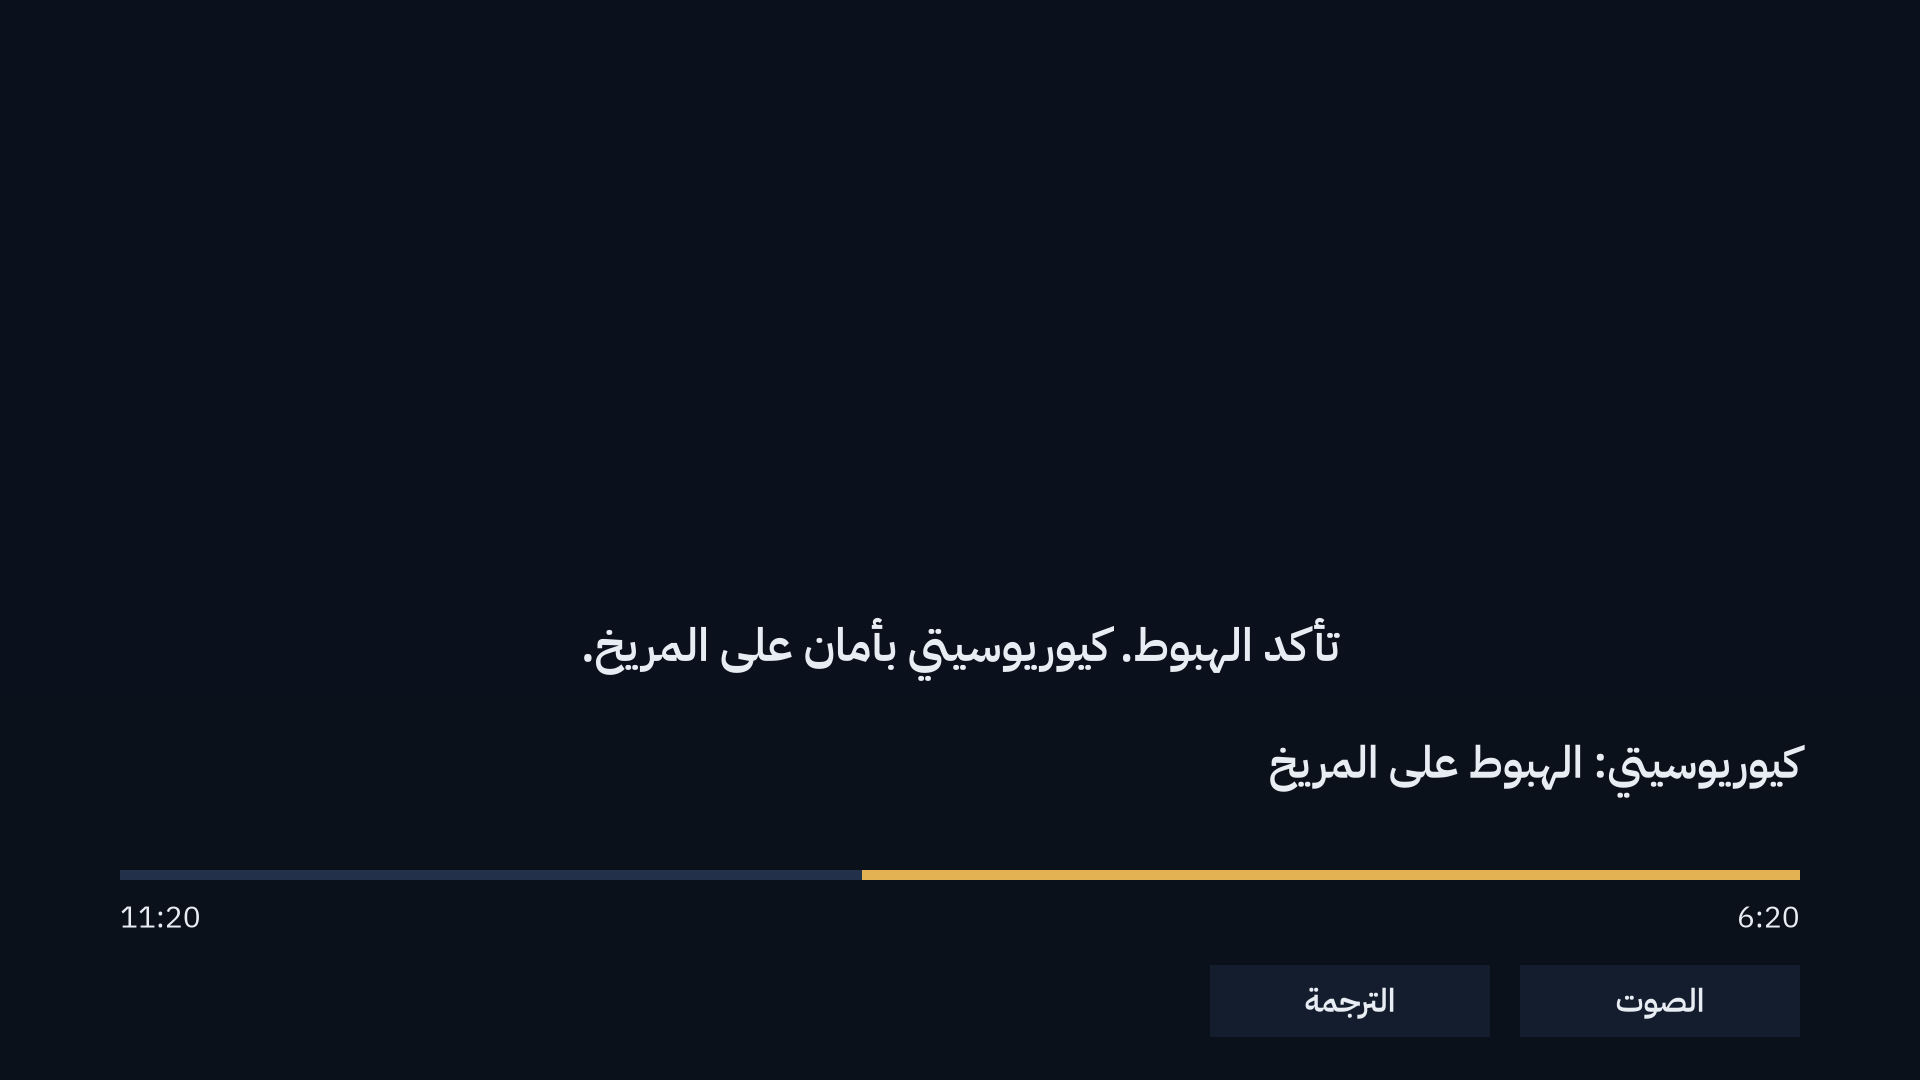 تأكد الهبوط. كيوريوسيتي بأمان على المريخ.
كيوريوسيتي: الهبوط على المريخ
6:20
11:20
الصوت
الترجمة